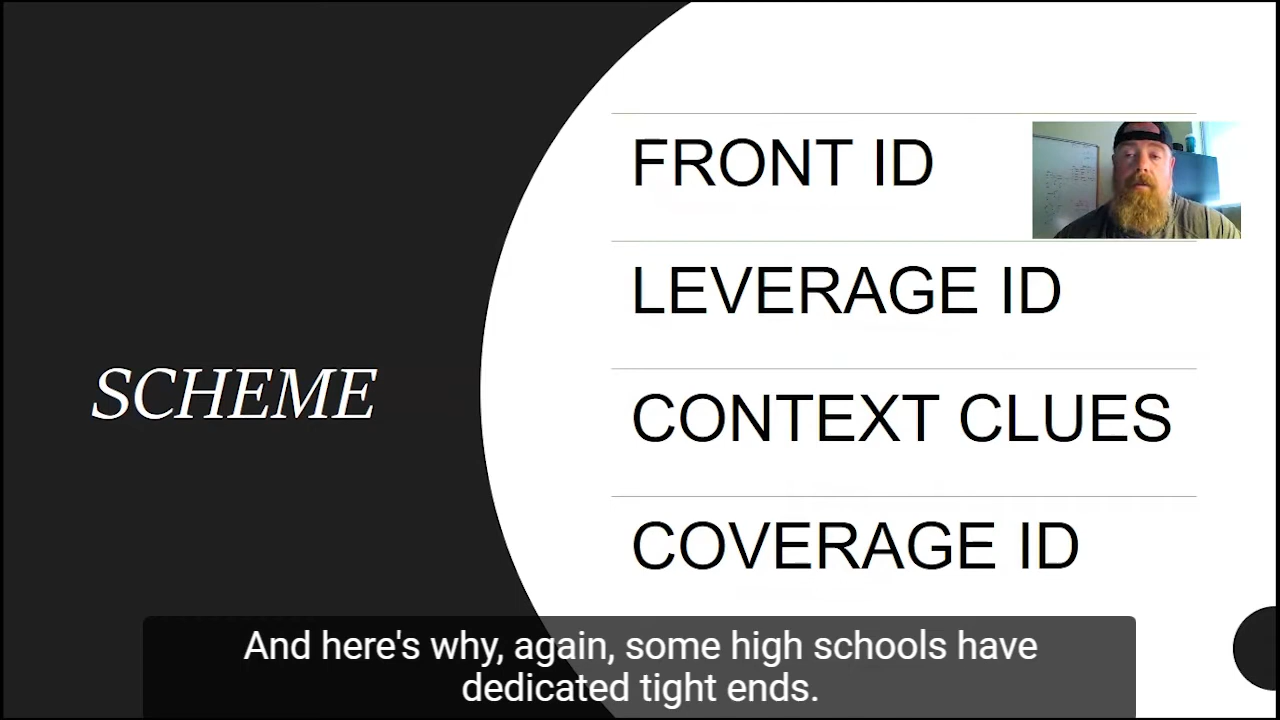 SCHEME
FRONT ID
LEVERAGE ID
CONTEXT CLUES
COVERAGE ID
And here's why, again, some high schools have
dedicated tight ends.